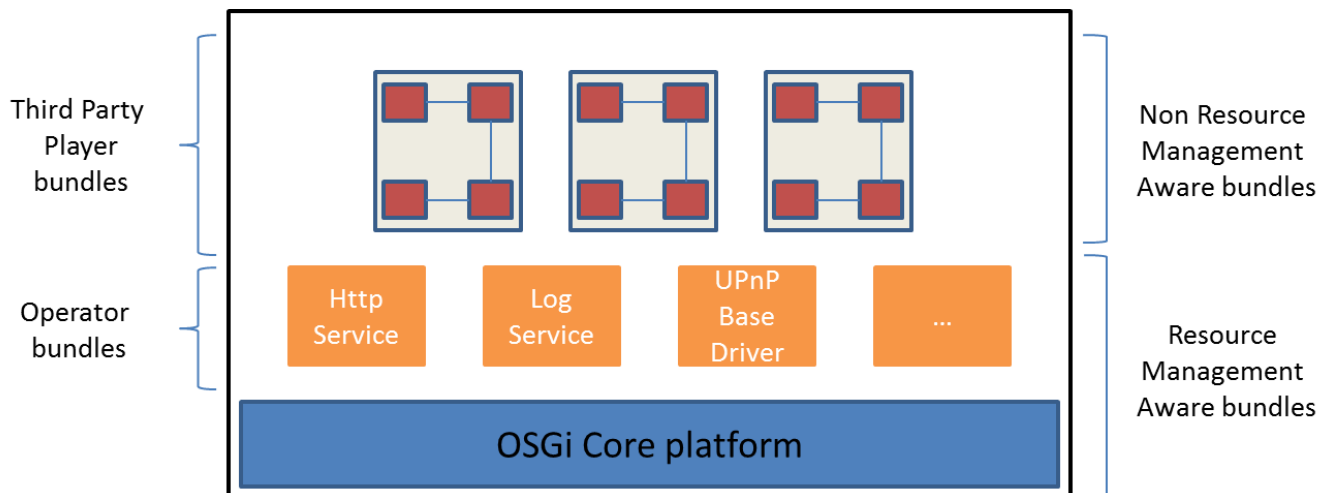 Third Party
Player
bundles
Non Resource
Management
Aware bundles
Operator
bundles
Http
Service
Log
Service
UPnP
Base
Driver
...
Resource
Management
Aware bundles
OSGi Core platform